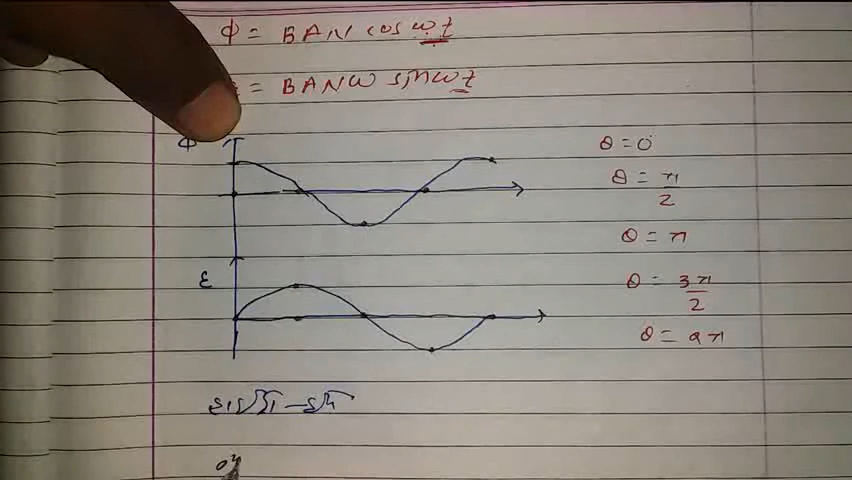 Φ = BAN cos ωt
= BANω sin ωt
Φ
θ = 0
θ = π/2
θ = π
ε
θ = 3π/2
θ = 2π